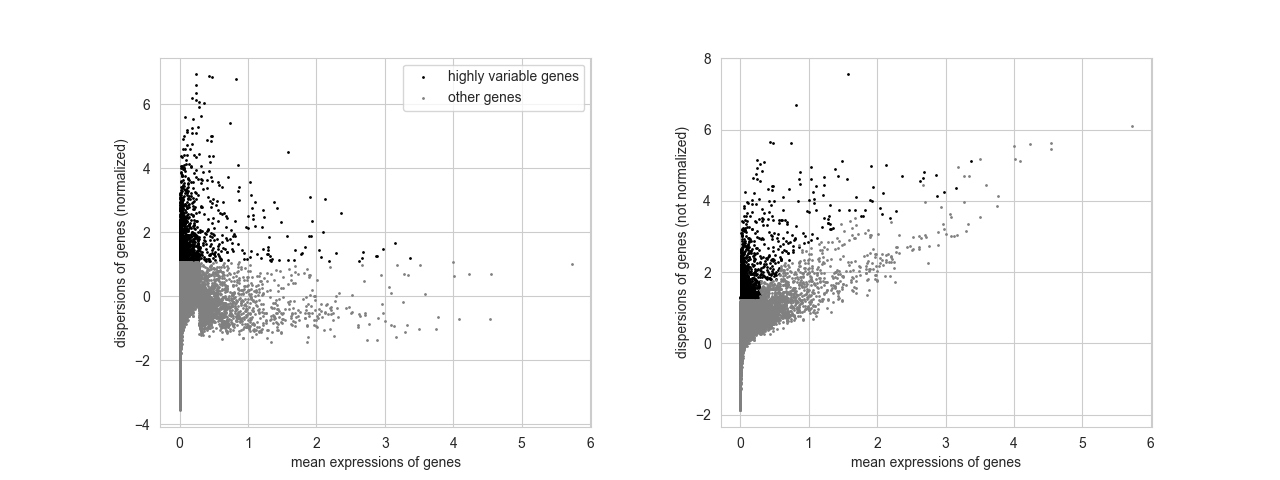 highly variable genes
other genes
dispersions of genes (normalized)
6
4
2
0
−2
−4
0 1 2 3 4 5 6
mean expressions of genes
dispersions of genes (not normalized)
8
6
4
2
0
−2
0 1 2 3 4 5 6
mean expressions of genes